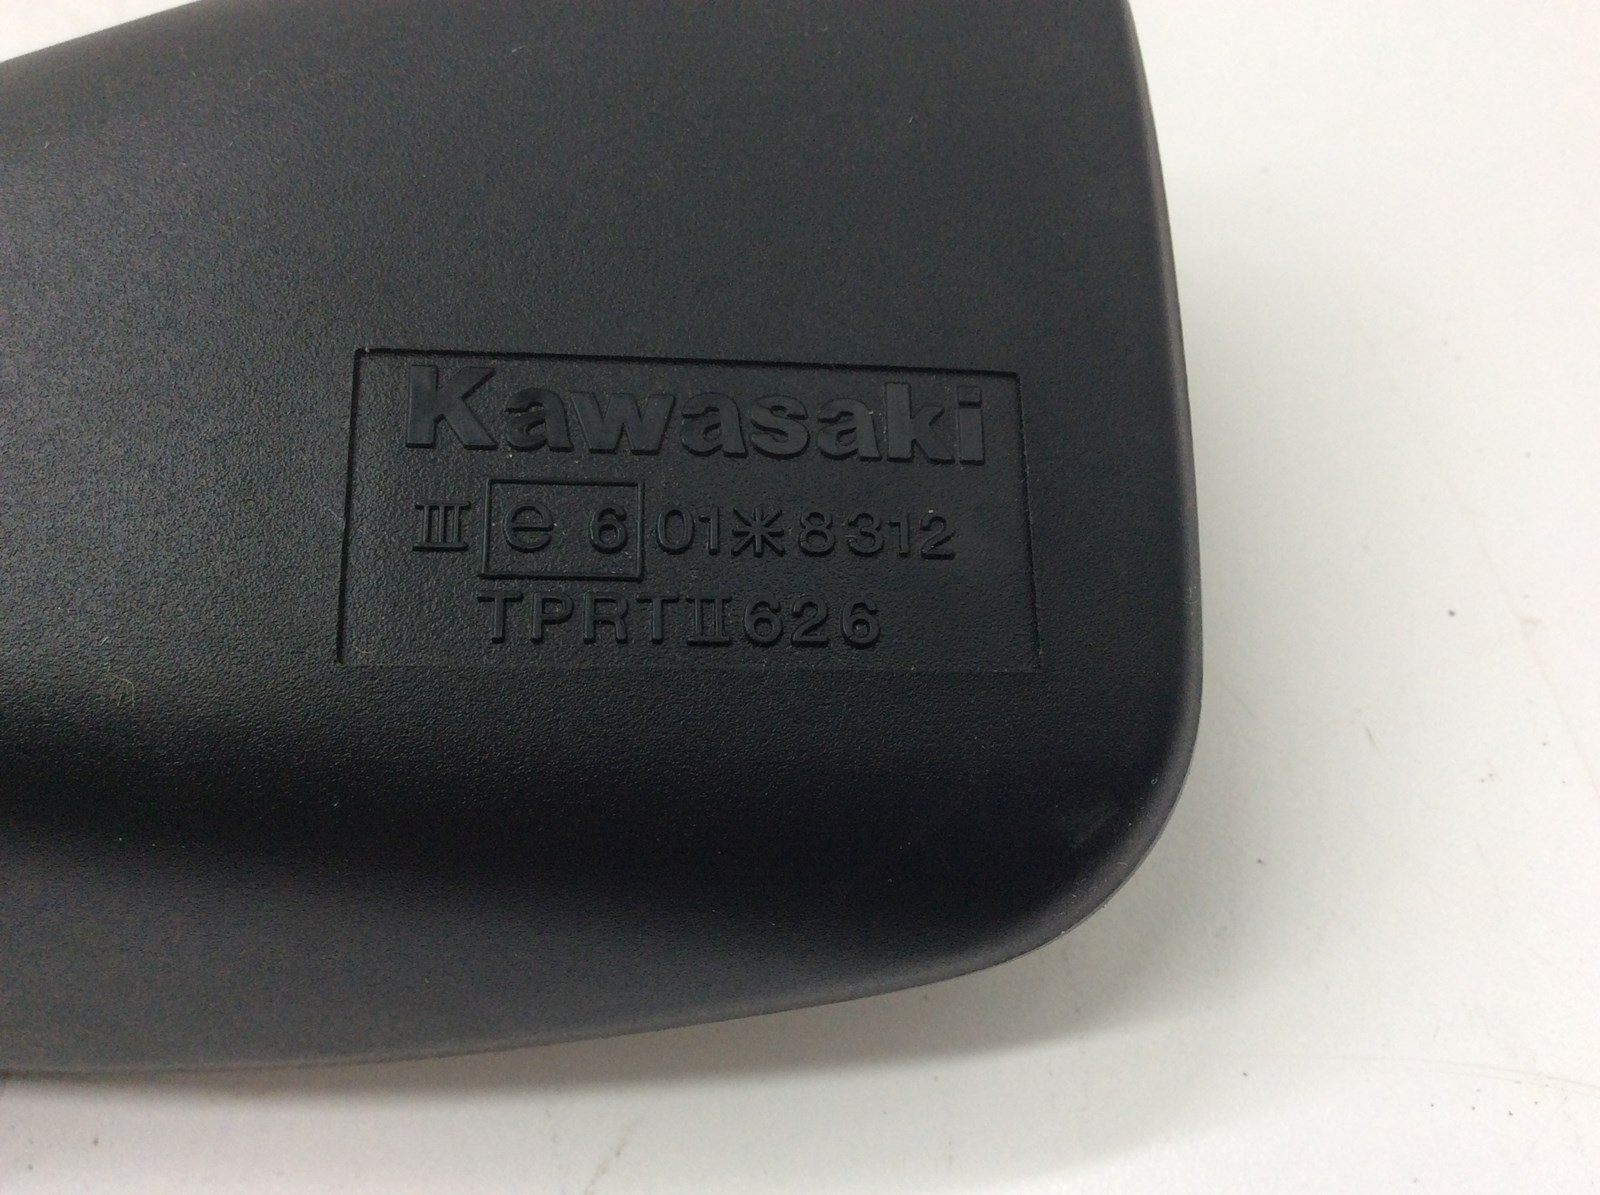 Kawasaki
III e 6 01*8312
TPRTII626